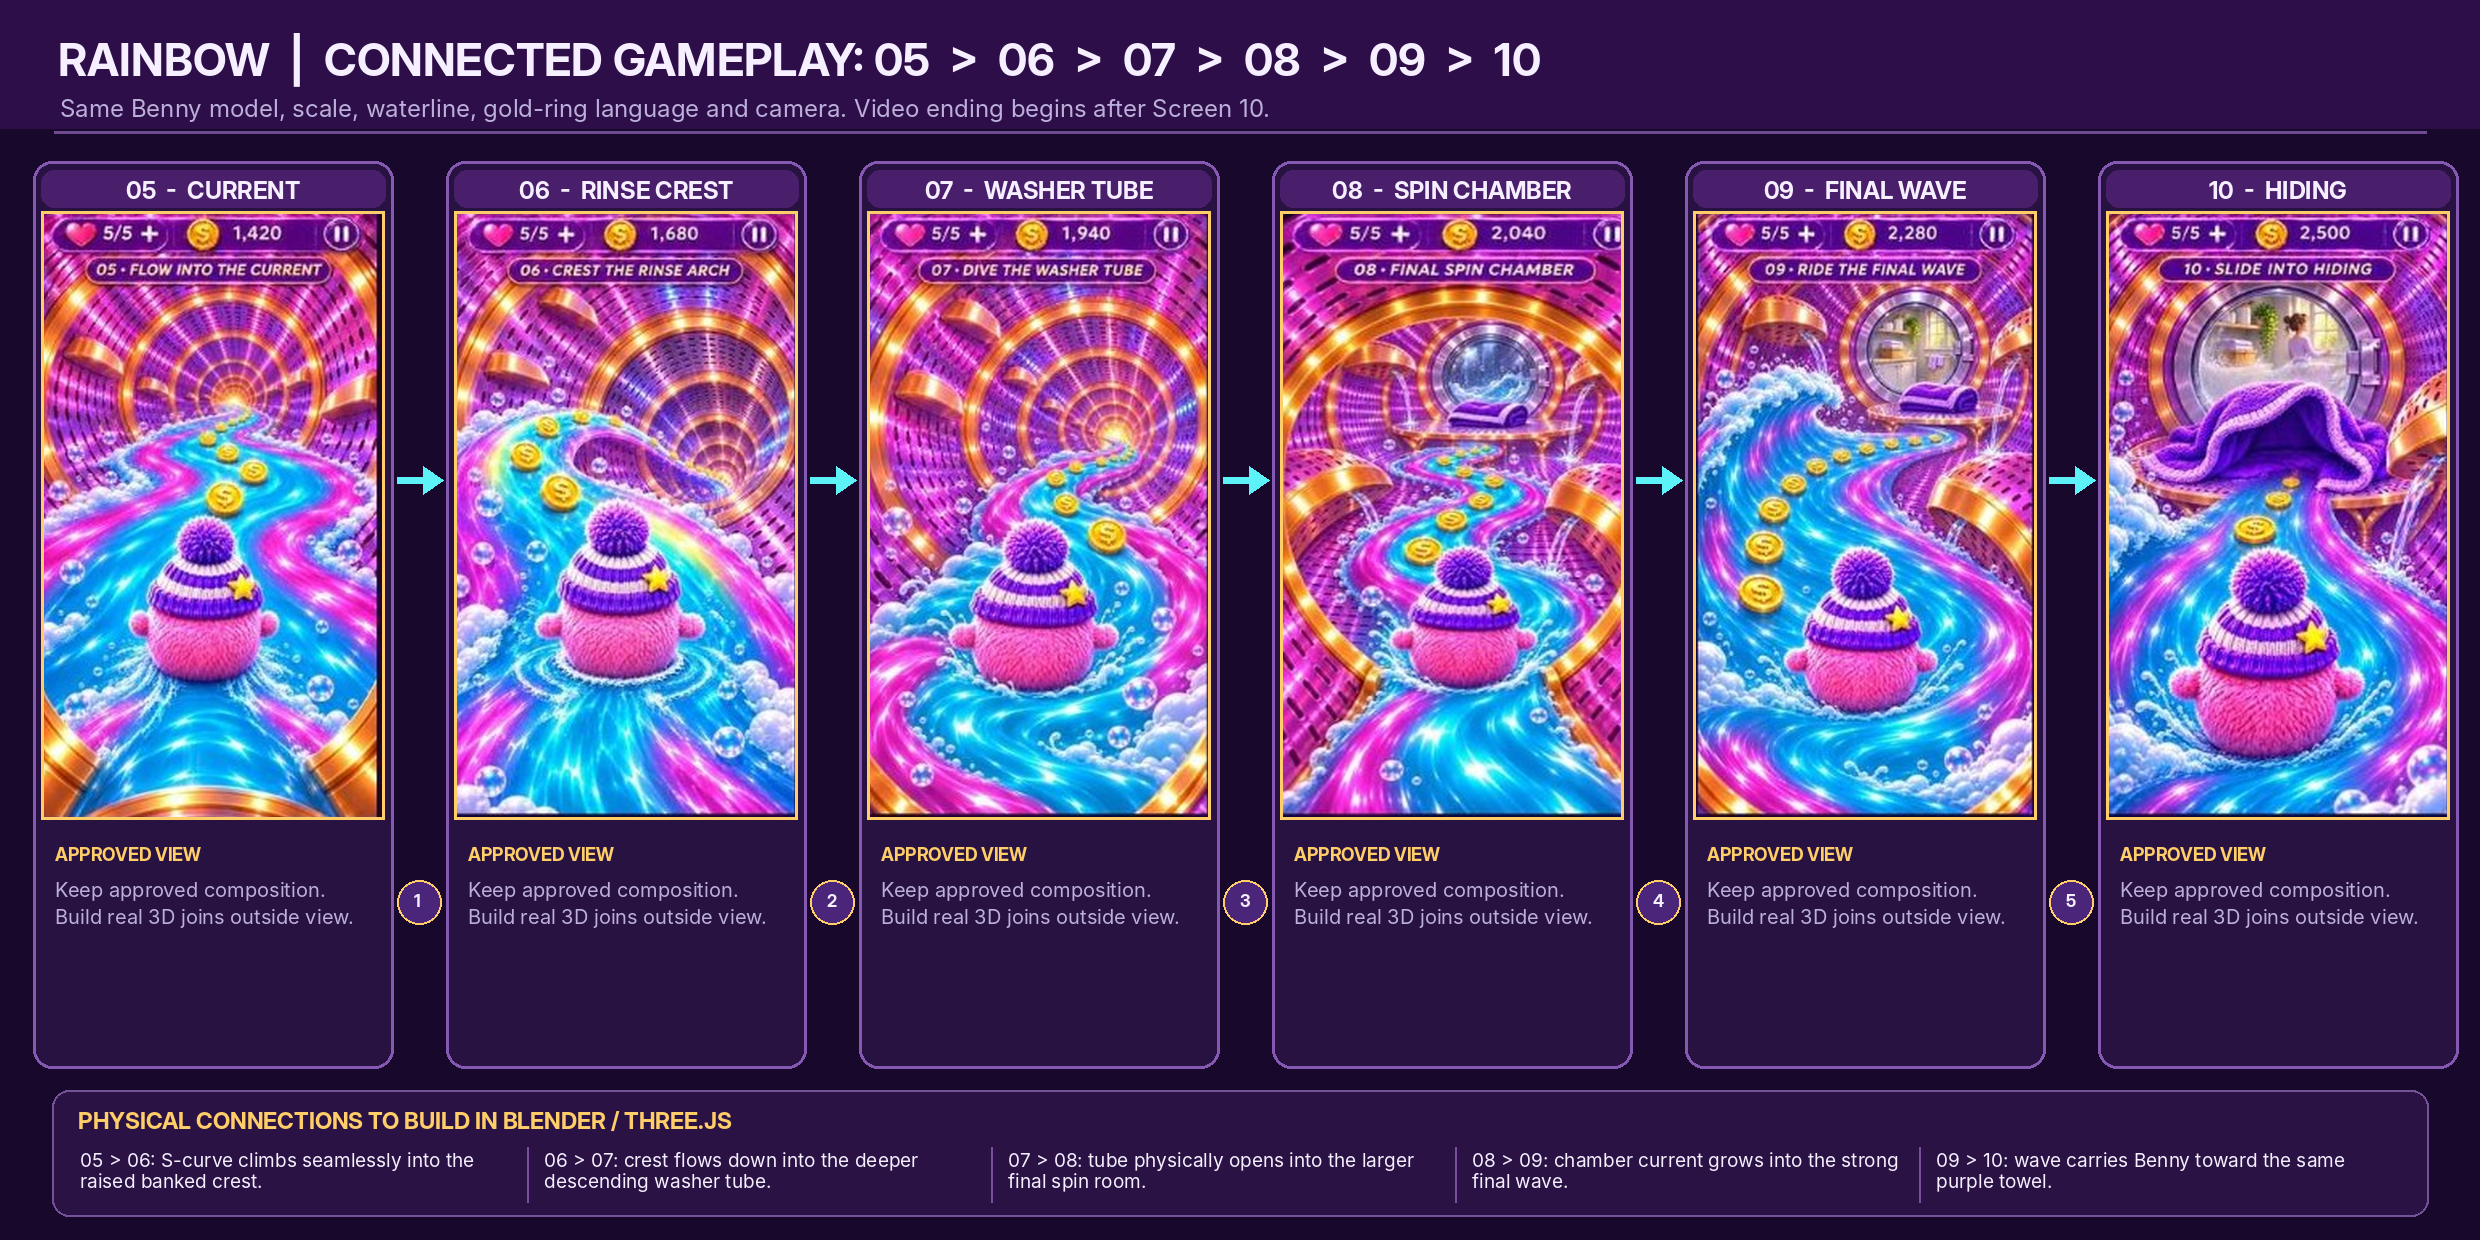 RAINBOW | CONNECTED GAMEPLAY: 05 > 06 > 07 > 08 > 09 > 10
Same Benny model, scale, waterline, gold-ring language and camera. Video ending begins after Screen 10.
05 - CURRENT
5/5 + S 1,420
05 • FLOW INTO THE CURRENT
APPROVED VIEW
Keep approved composition.
Build real 3D joins outside view.
1
06 - RINSE CREST
5/5 + S 1,680
06 • CREST THE RINSE ARCH
APPROVED VIEW
Keep approved composition.
Build real 3D joins outside view.
2
07 - WASHER TUBE
5/5 + S 1,940
07 • DIVE THE WASHER TUBE
APPROVED VIEW
Keep approved composition.
Build real 3D joins outside view.
3
08 - SPIN CHAMBER
5/5 + S 2,040
08 • FINAL SPIN CHAMBER
APPROVED VIEW
Keep approved composition.
Build real 3D joins outside view.
4
09 - FINAL WAVE
5/5 + S 2,280
09 • RIDE THE FINAL WAVE
APPROVED VIEW
Keep approved composition.
Build real 3D joins outside view.
5
10 - HIDING
5/5 + S 2,500
10 • SLIDE INTO HIDING
APPROVED VIEW
Keep approved composition.
Build real 3D joins outside view.
PHYSICAL CONNECTIONS TO BUILD IN BLENDER / THREE.JS
05 > 06: S-curve climbs seamlessly into the
raised banked crest.
06 > 07: crest flows down into the deeper
descending washer tube.
07 > 08: tube physically opens into the larger
final spin room.
08 > 09: chamber current grows into the strong
final wave.
09 > 10: wave carries Benny toward the same
purple towel.